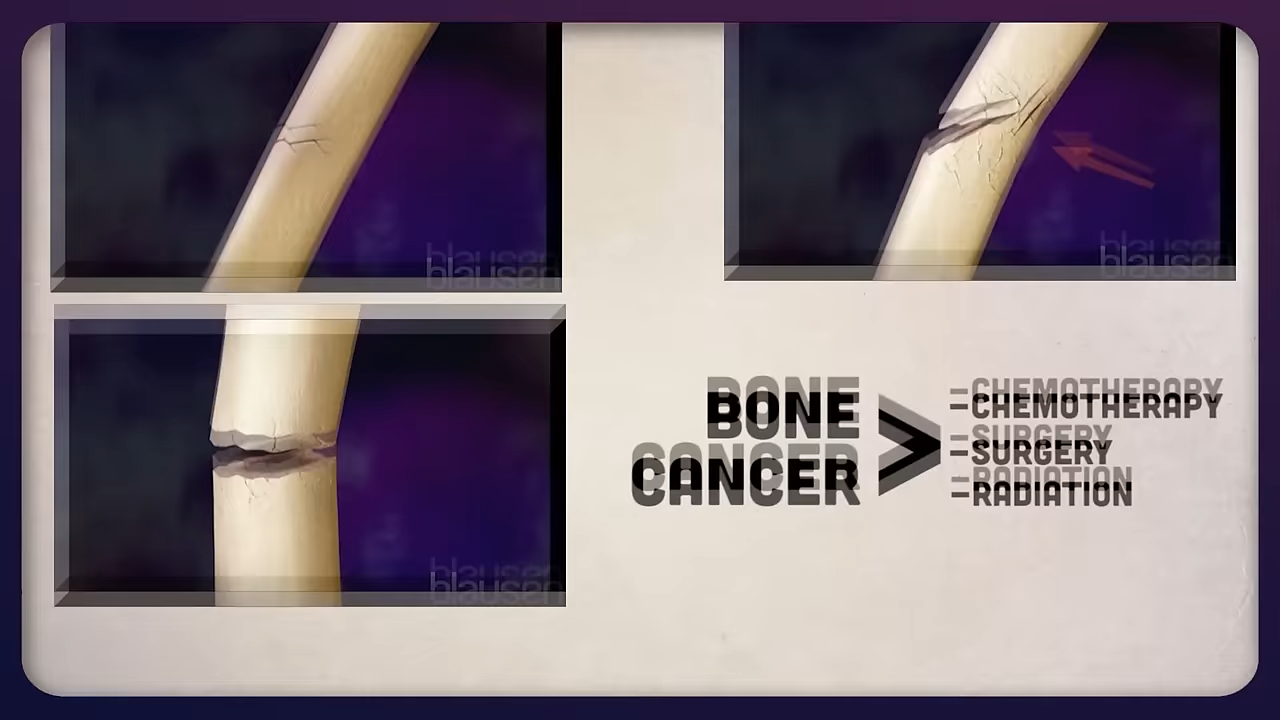 blausen
blausen
blausen
BONE
CANCER
>
-CHEMOTHERAPY
-SURGERY
-RADIATION